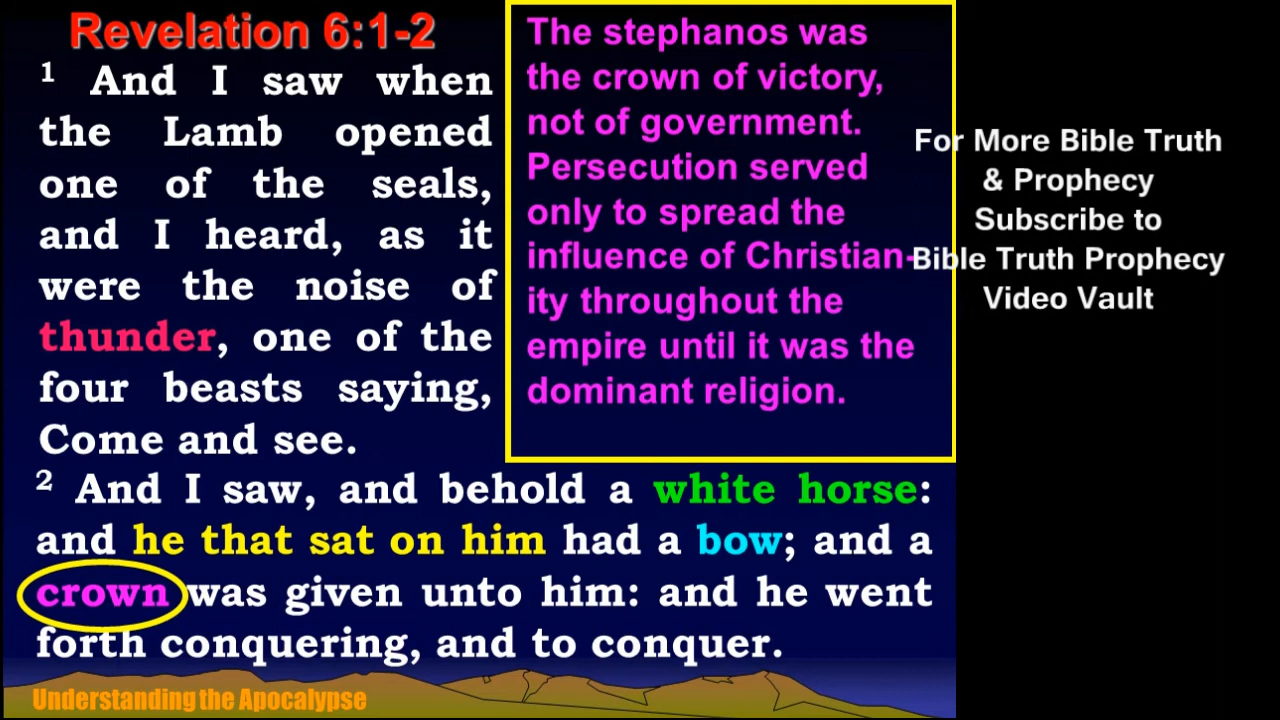 Revelation 6:1-2
1 And I saw when
the Lamb opened
one of the seals,
and I heard, as it
were the noise of
thunder, one of the
four beasts saying,
Come and see.
2 And I saw, and behold a white horse:
and he that sat on him had a bow; and a
crown was given unto him: and he went
forth conquering, and to conquer.
The stephanos was
the crown of victory,
not of government.
Persecution served
only to spread the
influence of Christian-
ity throughout the
empire until it was the
dominant religion.
For More Bible Truth
& Prophecy
Subscribe to
Bible Truth Prophecy
Video Vault
Understanding the Apocalypse